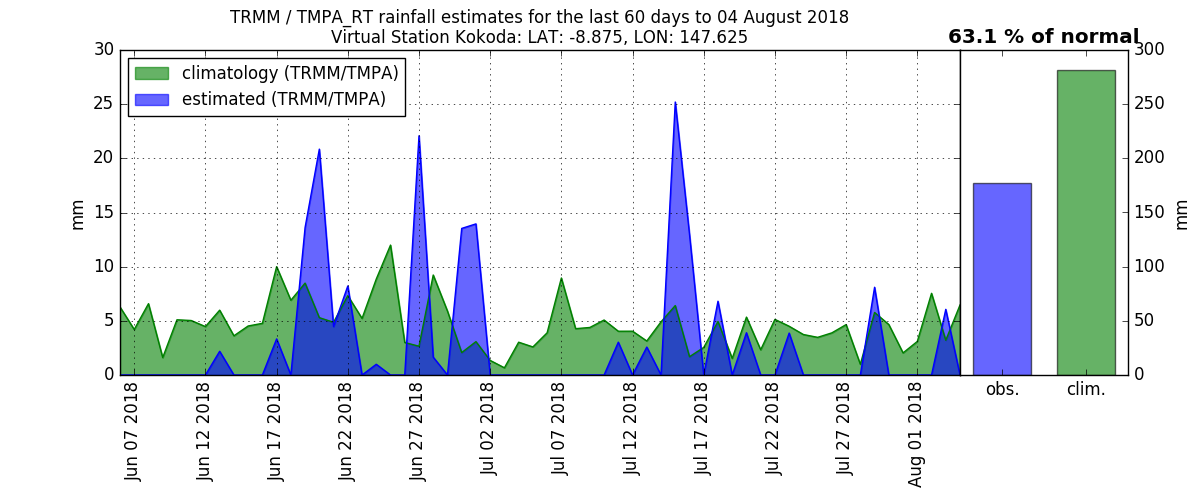 TRMM / TMPA_RT rainfall estimates for the last 60 days to 04 August 2018
Virtual Station Kokoda: LAT: -8.875, LON: 147.625
63.1 % of normal
climatology (TRMM/TMPA)
estimated (TRMM/TMPA)
30
25
20
15
10
5
0
mm
300
250
200
150
100
50
0
mm
Jun 07 2018
Jun 12 2018
Jun 17 2018
Jun 22 2018
Jun 27 2018
Jul 02 2018
Jul 07 2018
Jul 12 2018
Jul 17 2018
Jul 22 2018
Jul 27 2018
Aug 01 2018
obs.
clim.